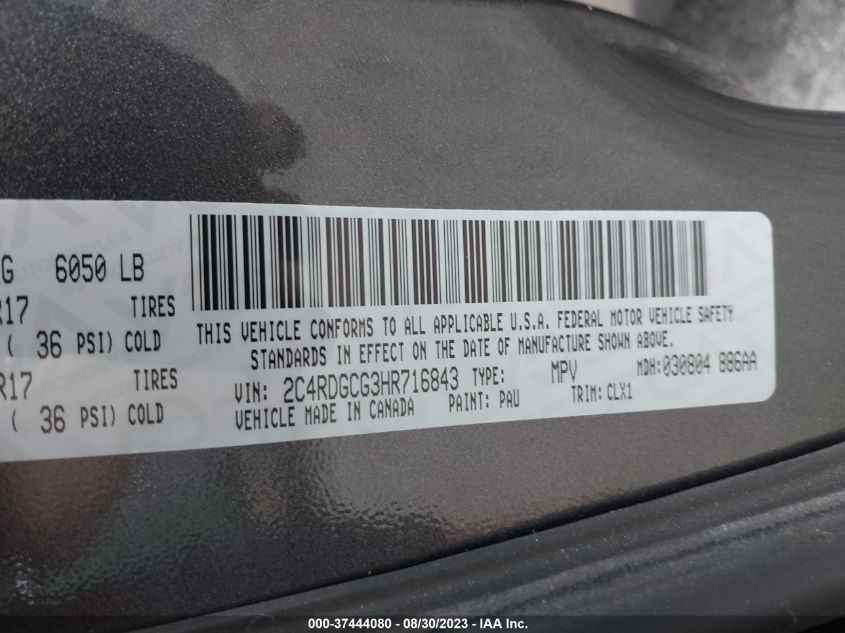 G 6050 LB
R17 TIRES
( 36 PSI) COLD
R17 TIRES
( 36 PSI) COLD
THIS VEHICLE CONFORMS TO ALL APPLICABLE U.S.A. FEDERAL MOTOR VEHICLE SAFETY
STANDARDS IN EFFECT ON THE DATE OF MANUFACTURE SHOWN ABOVE.
VIN: 2C4RDGCG3HR716843 TYPE: MPV MDH:030804 886AA
VEHICLE MADE IN CANADA PAINT: PAU TRIM: CLX1
000-37444080 - 08/30/2023 - IAA Inc.